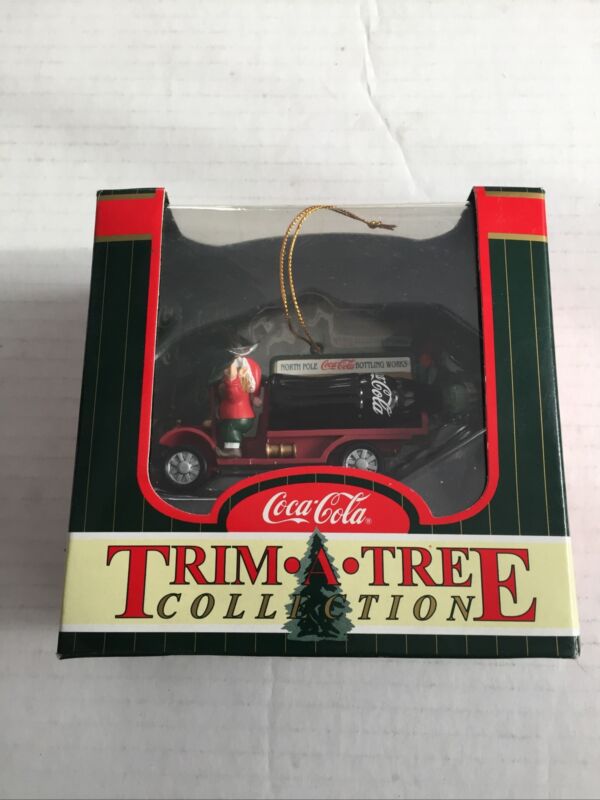 NORTH POLE Coca-Cola BOTTLING WORKS
Coca-Cola
Coca-Cola®
TRIM•A•TREE
COLLECTION